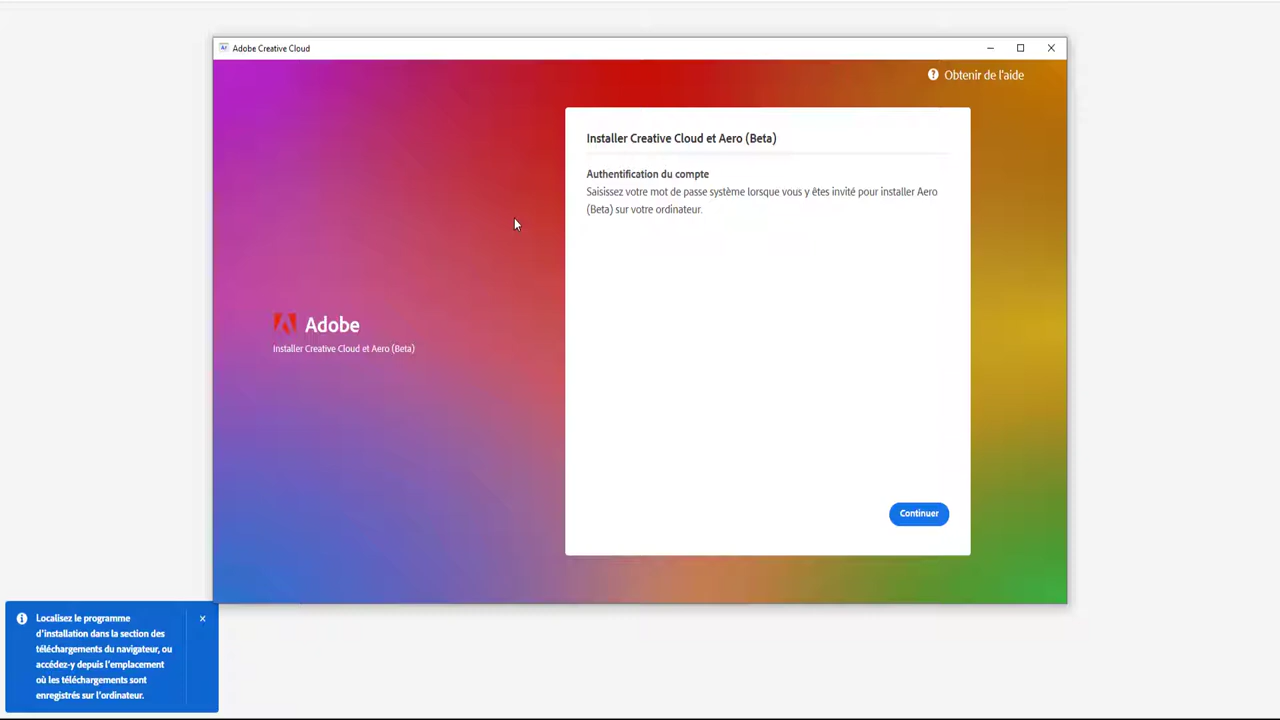 Adobe Creative Cloud
Obtenir de l'aide
Installer Creative Cloud et Aero (Beta)
Authentification du compte
Saisissez votre mot de passe système lorsque vous y êtes invité pour installer Aero
(Beta) sur votre ordinateur.
Adobe
Installer Creative Cloud et Aero (Beta)
Continuer
Localisez le programme
d'installation dans la section des
téléchargements du navigateur, ou
accédez-y depuis l'emplacement
où les téléchargements sont
enregistrés sur l'ordinateur.